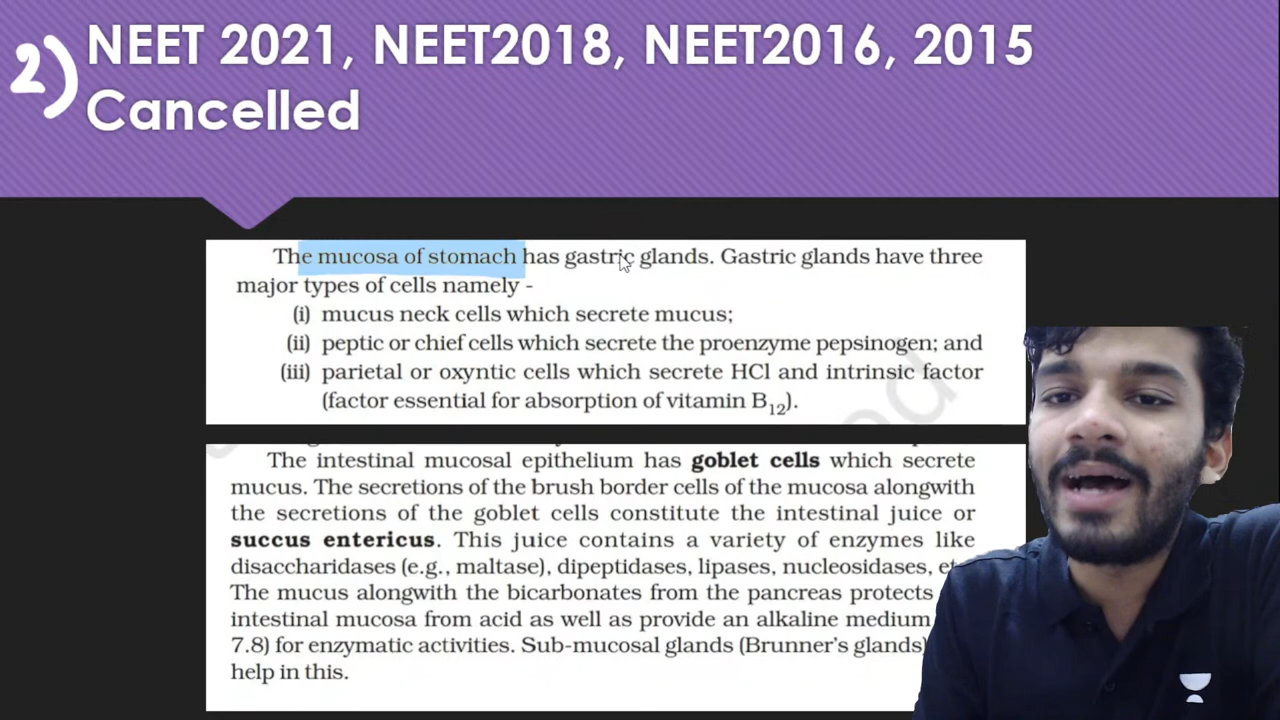 2)
NEET 2021, NEET2018, NEET2016, 2015
Cancelled
The mucosa of stomach has gastric glands. Gastric glands have three
major types of cells namely -
(i) mucus neck cells which secrete mucus;
(ii) peptic or chief cells which secrete the proenzyme pepsinogen; and
(iii) parietal or oxyntic cells which secrete HCl and intrinsic factor
(factor essential for absorption of vitamin B₁₂).
The intestinal mucosal epithelium has goblet cells which secrete
mucus. The secretions of the brush border cells of the mucosa alongwith
the secretions of the goblet cells constitute the intestinal juice or
succus entericus. This juice contains a variety of enzymes like
disaccharidases (e.g., maltase), dipeptidases, lipases, nucleosidases,
The mucus alongwith the bicarbonates from the pancreas protects
intestinal mucosa from acid as well as provide an alkaline medium
7.8) for enzymatic activities. Sub-mucosal glands (Brunner's glands)
help in this.